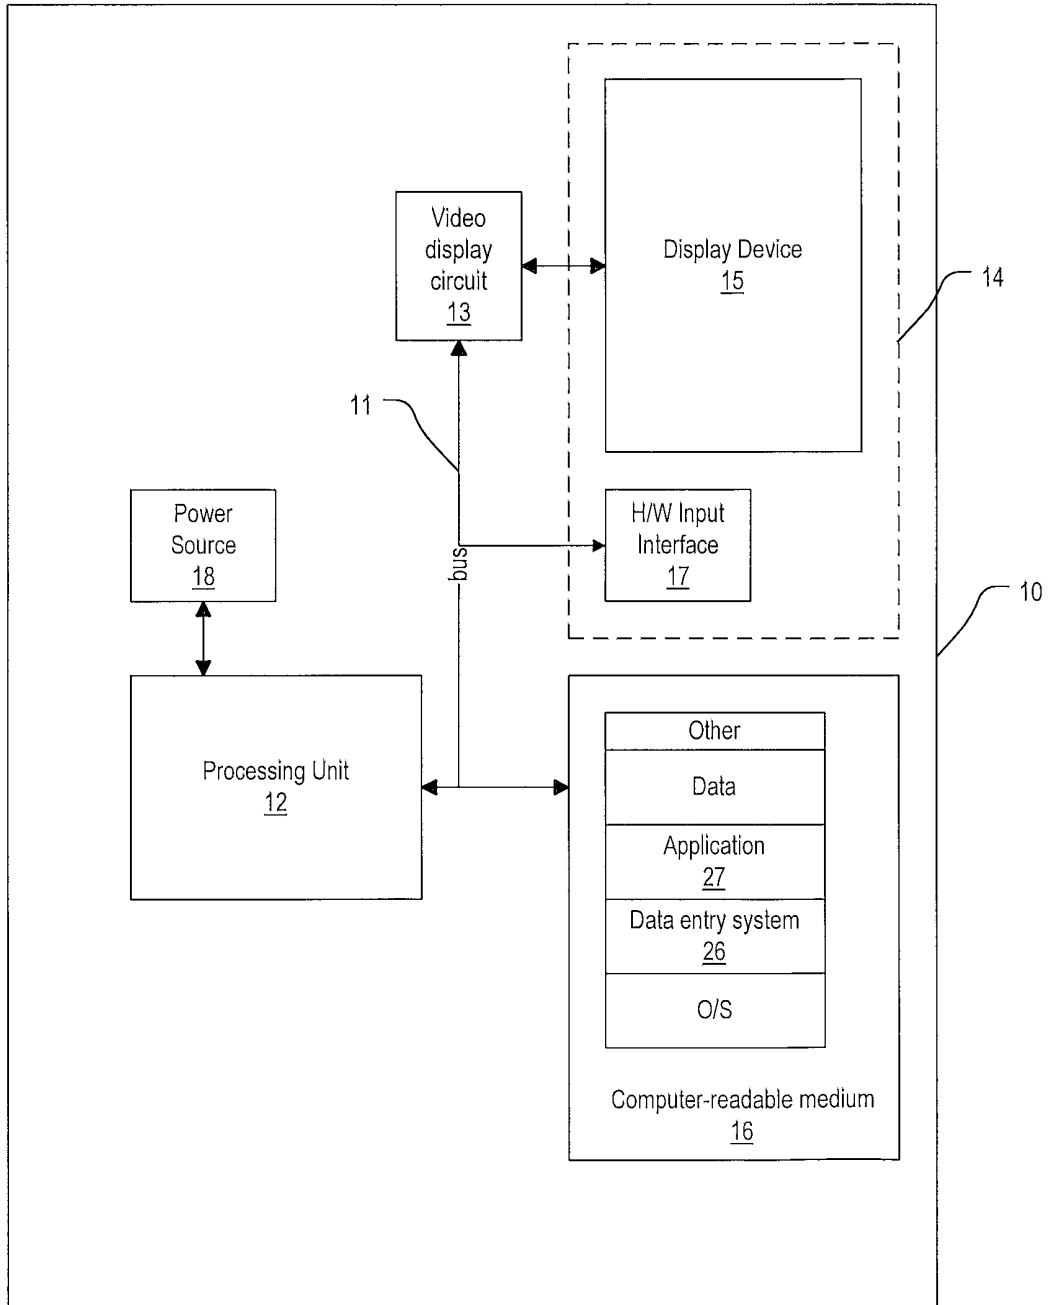 Video
display
circuit
13
Display Device
15
14
11
Power
Source
18
bus
H/W Input
Interface
17
10
Processing Unit
12
Other
Data
Application
27
Data entry system
26
O/S
Computer-readable medium
16